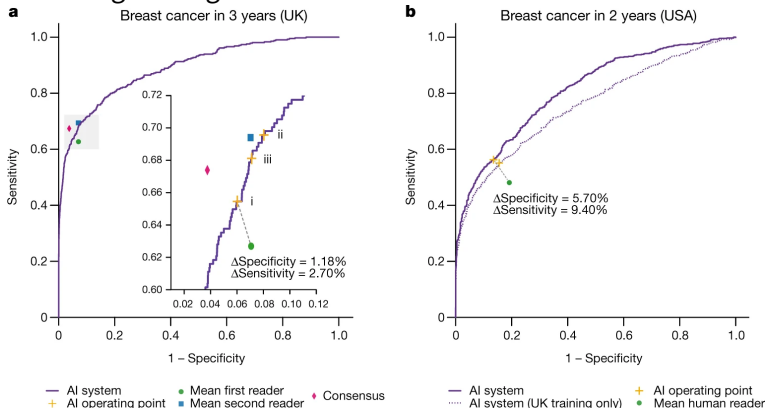 a
Breast cancer in 3 years (UK)
1.0
0.8
0.6
0.4
0.2
0
Sensitivity
0.72
0.70
0.68
0.66
0.64
0.62
0.60
ii
iii
i
ΔSpecificity = 1.18%
ΔSensitivity = 2.70%
0.02 0.04 0.06 0.08 0.10 0.12
0 0.2 0.4 0.6 0.8 1.0
1 – Specificity
AI system
AI operating point
Mean first reader
Mean second reader
Consensus
b
Breast cancer in 2 years (USA)
1.0
0.8
0.6
0.4
0.2
0
Sensitivity
ΔSpecificity = 5.70%
ΔSensitivity = 9.40%
0 0.2 0.4 0.6 0.8 1.0
1 – Specificity
AI system
AI system (UK training only)
AI operating point
Mean human reader